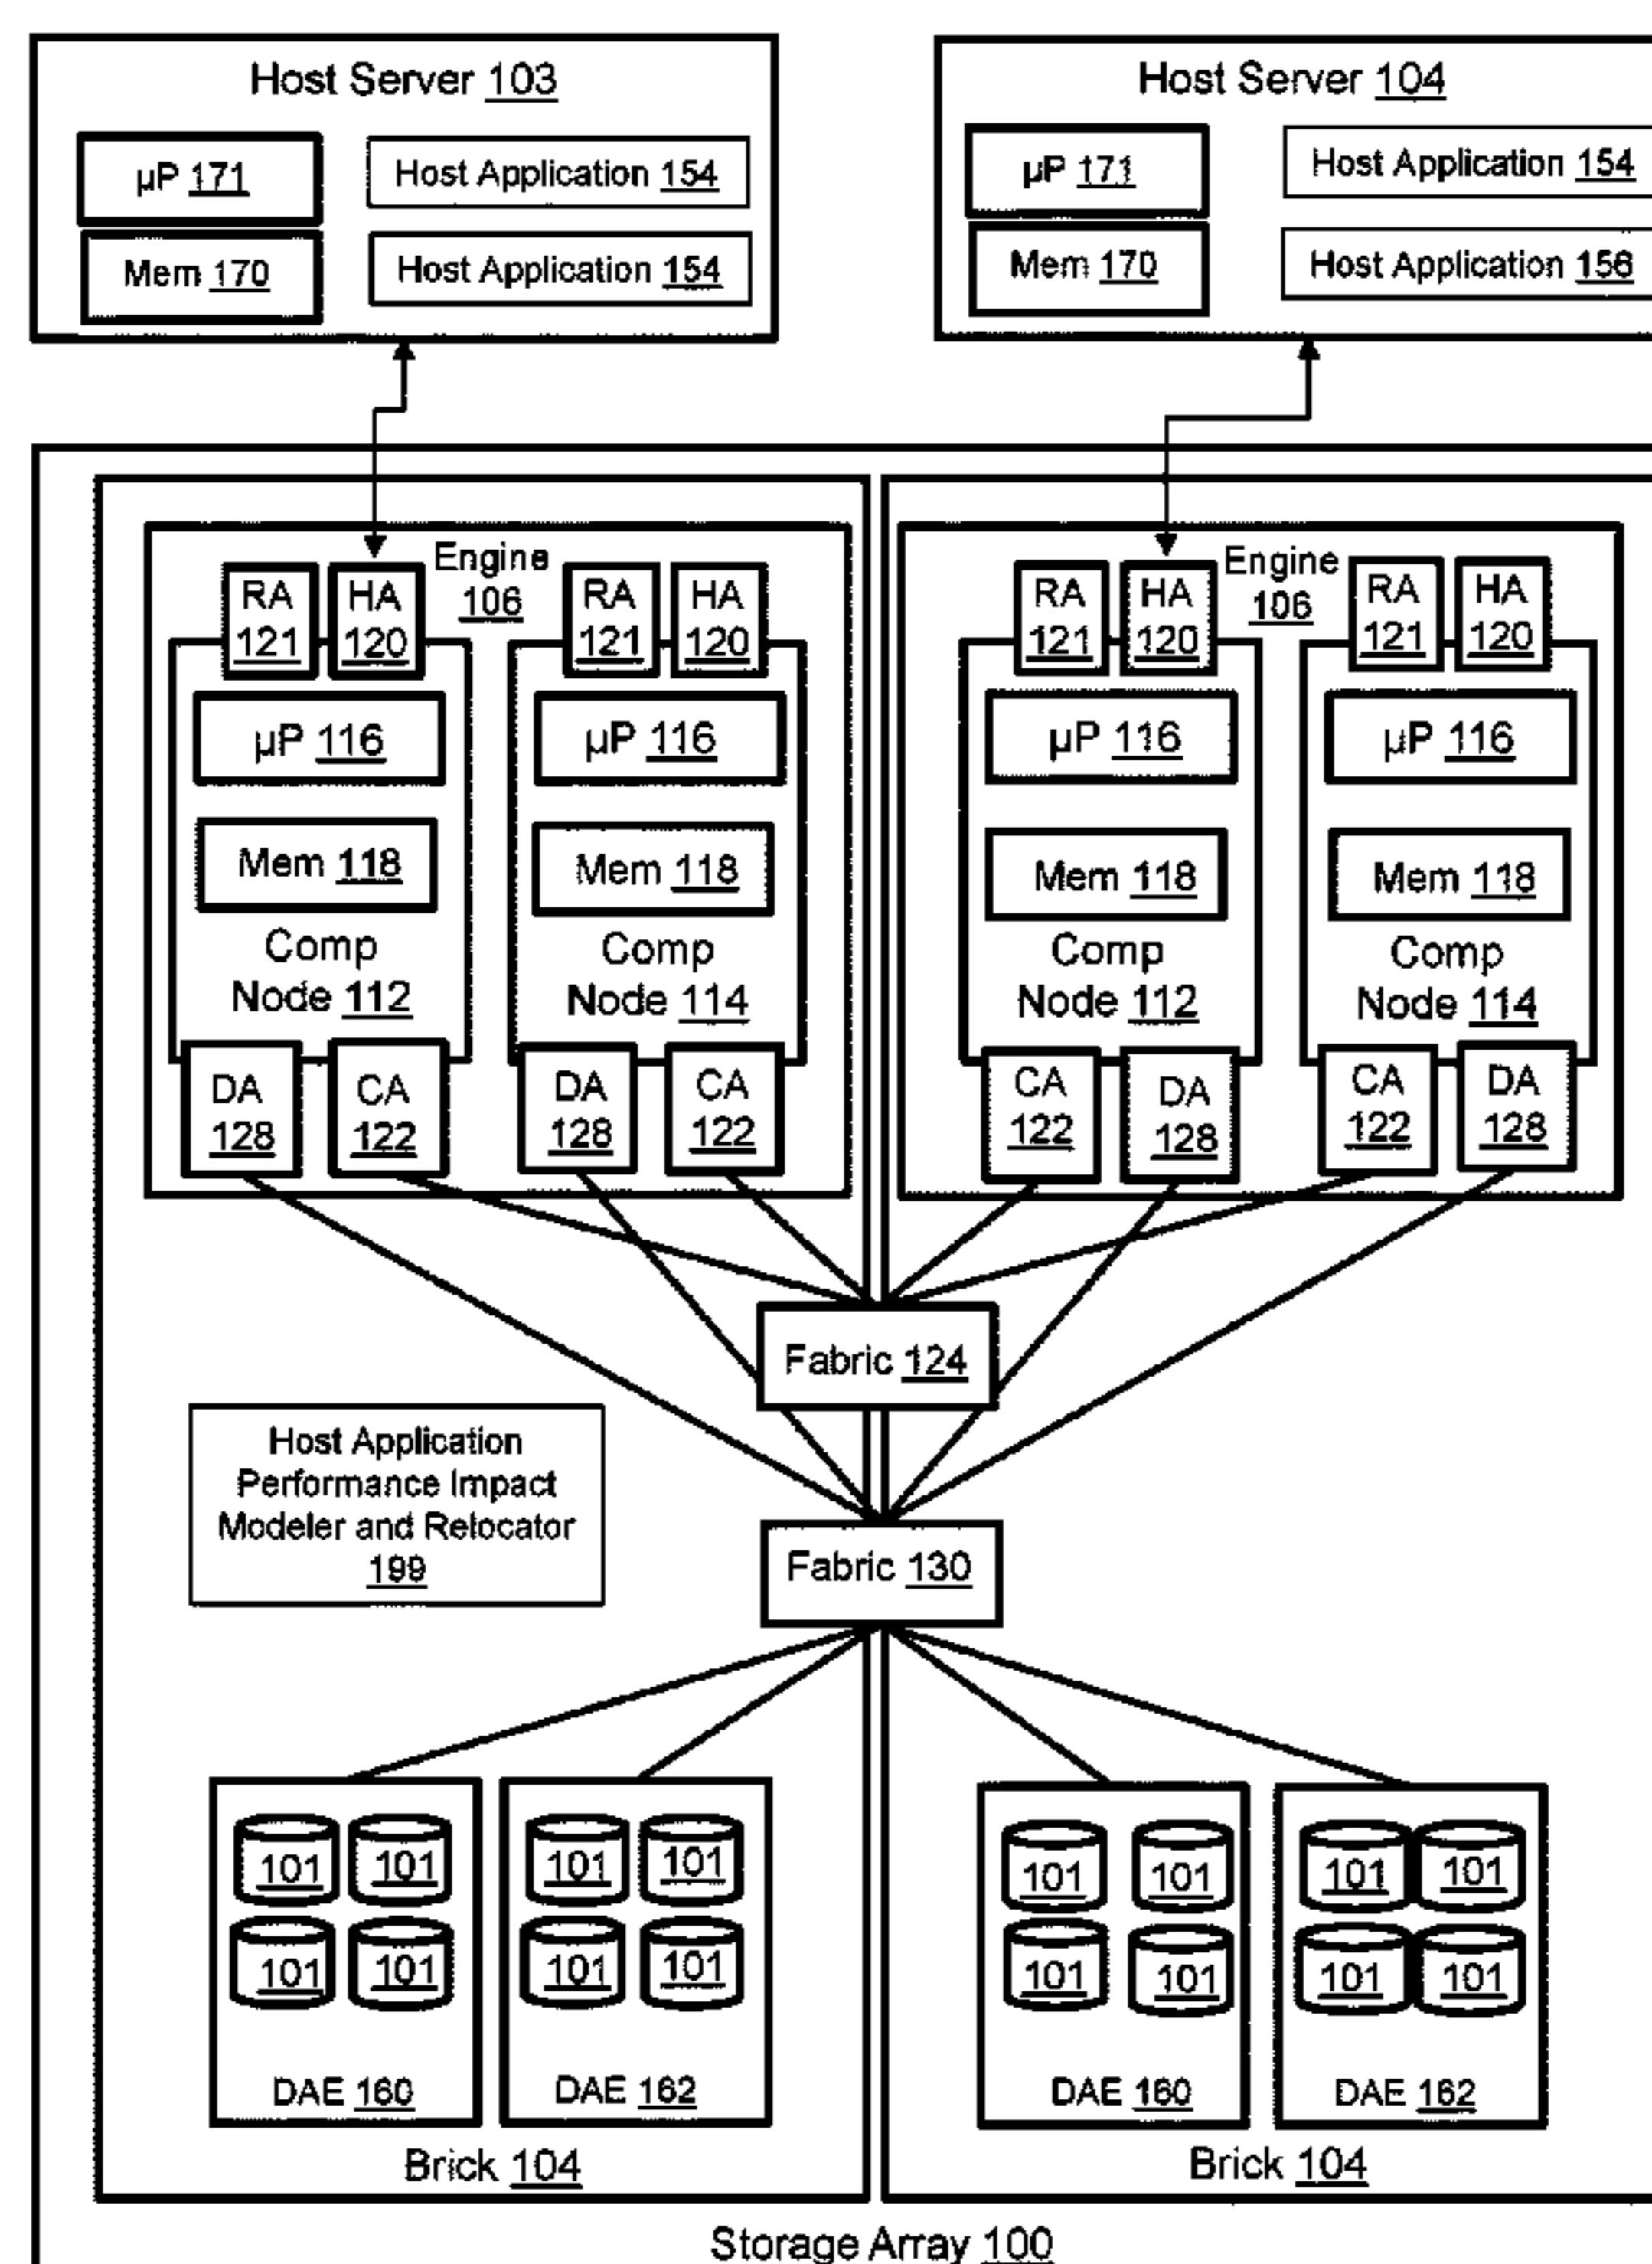 Host Server 103
µP 171
Host Application 154
Mem 170
Host Application 154
Host Server 104
µP 171
Host Application 154
Mem 170
Host Application 156
Engine
106
RA
121
HA
120
RA
121
HA
120
µP 116
µP 116
Mem 118
Mem 118
Comp
Node 112
Comp
Node 114
DA
128
CA
122
DA
128
CA
122
Engine
106
RA
121
HA
120
RA
121
HA
120
µP 116
µP 116
Mem 118
Mem 118
Comp
Node 112
Comp
Node 114
CA
122
DA
128
CA
122
DA
128
Fabric 124
Host Application
Performance Impact
Modeler and Relocator
199
Fabric 130
101 101
101 101
DAE 160
101 101
101 101
DAE 162
Brick 104
101 101
101 101
DAE 160
101 101
101 101
DAE 162
Brick 104
Storage Array 100